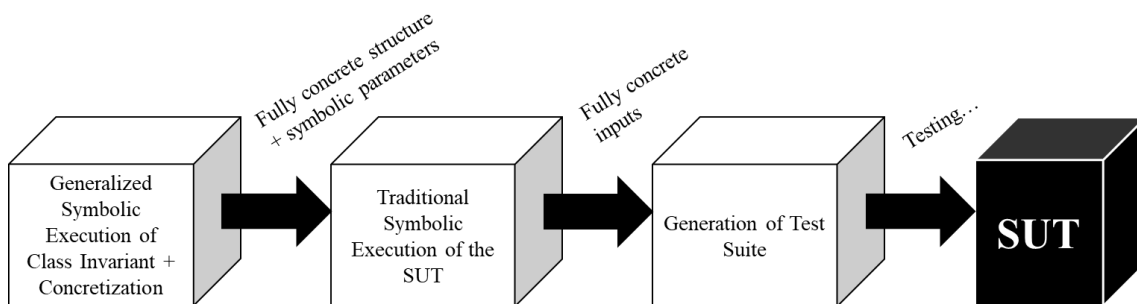 Generalized
Symbolic
Execution of
Class Invariant +
Concretization
Fully concrete structure
+ symbolic parameters
Traditional
Symbolic
Execution of the
SUT
Fully concrete
inputs
Generation of Test
Suite
Testing…
SUT